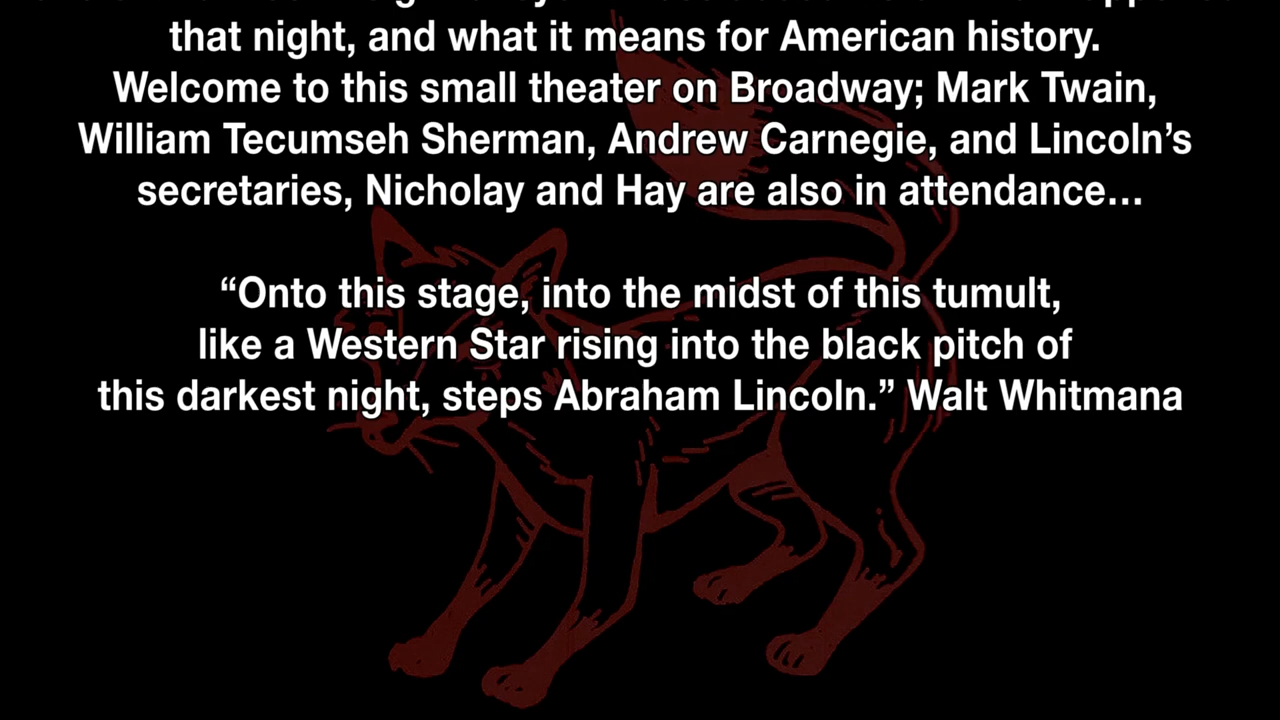 that night, and what it means for American history.
Welcome to this small theater on Broadway; Mark Twain,
William Tecumseh Sherman, Andrew Carnegie, and Lincoln’s
secretaries, Nicholay and Hay are also in attendance…
“Onto this stage, into the midst of this tumult,
like a Western Star rising into the black pitch of
this darkest night, steps Abraham Lincoln.” Walt Whitmana